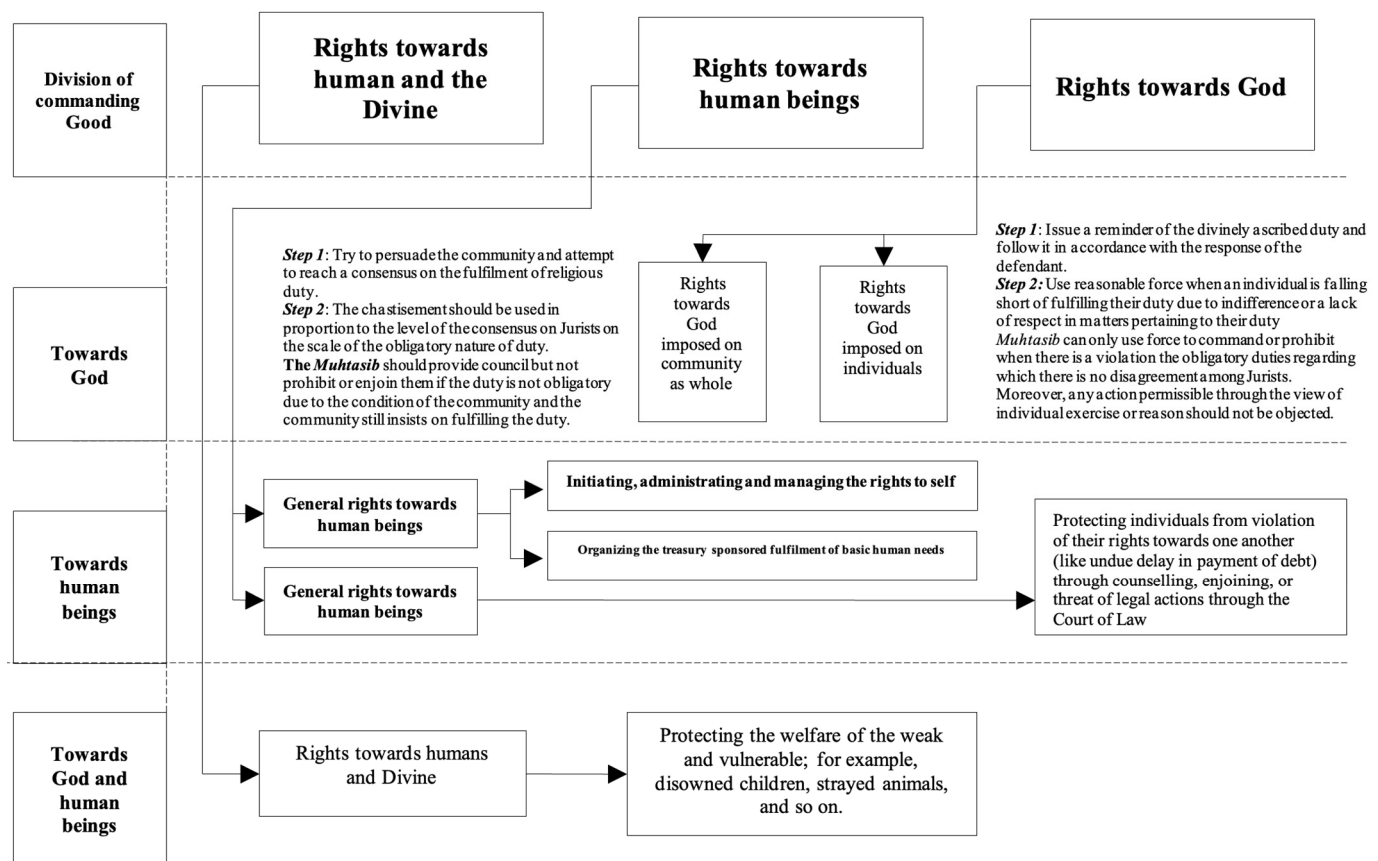 Division of
commanding
Good
Rights towards
human and the
Divine
Rights towards
human beings
Rights towards God
Towards
God
Step 1: Try to persuade the community and attempt
to reach a consensus on the fulfilment of religious
duty.
Step 2: The chastisement should be used in
proportion to the level of the consensus on Jurists on
the scale of the obligatory nature of duty.
The Muhtasib should provide council but not
prohibit or enjoin them if the duty is not obligatory
due to the condition of the community and the
community still insists on fulfilling the duty.
Rights
towards
God
imposed on
community
as whole
Rights
towards
God
imposed on
individuals
Step 1: Issue a reminder of the divinely ascribed duty and
follow it in accordance with the response of the
defendant.
Step 2: Use reasonable force when an individual is falling
short of fulfilling their duty due to indifference or a lack
of respect in matters pertaining to their duty
Muhtasib can only use force to command or prohibit
when there is a violation the obligatory duties regarding
which there is no disagreement among Jurists.
Moreover, any action permissible through the view of
individual exercise or reason should not be objected.
Towards
human
beings
General rights towards
human beings
Initiating, administrating and managing the rights to self
Organizing the treasury sponsored fulfilment of basic human needs
General rights towards
human beings
Protecting individuals from violation
of their rights towards one another
(like undue delay in payment of debt)
through counselling, enjoining, or
threat of legal actions through the
Court of Law
Towards
God and
human
beings
Rights towards humans
and Divine
Protecting the welfare of the weak
and vulnerable; for example,
disowned children, strayed animals,
and so on.